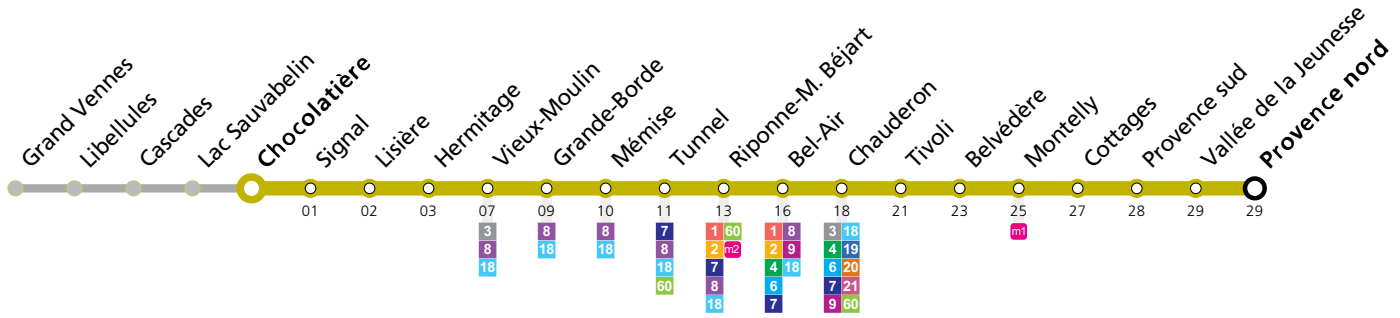 Grand Vennes
Libellules
Cascades
Lac Sauvabelin
Chocolatière
Signal
Lisière
Hermitage
Vieux-Moulin
Grande-Borde
Mémise
Tunnel
Riponne-M. Béjart
Bel-Air
Chauderon
Tivoli
Belvédère
Montelly
Cottages
Provence sud
Vallée de la Jeunesse
Provence nord
01 02 03 07 09 10 11 13 16 18 21 23 25 27 28 29 29
3 8 8 7 1 60 1 8 3 18 m1
8 18 18 8 2 m2 2 9 4 19
18 18 7 4 18 6 20
60 8 6 7 21
18 7 9 60